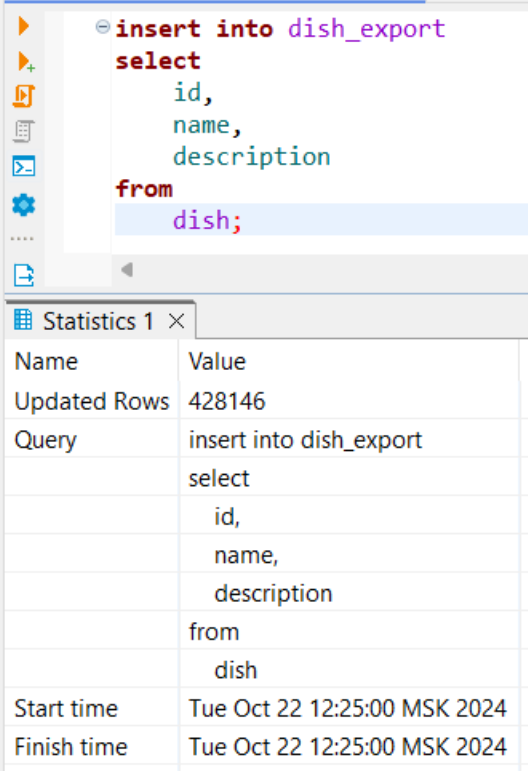 insert into dish_export
select
id,
name,
description
from
dish;
Statistics 1
Name Value
Updated Rows 428146
Query insert into dish_export
select
id,
name,
description
from
dish
Start time Tue Oct 22 12:25:00 MSK 2024
Finish time Tue Oct 22 12:25:00 MSK 2024